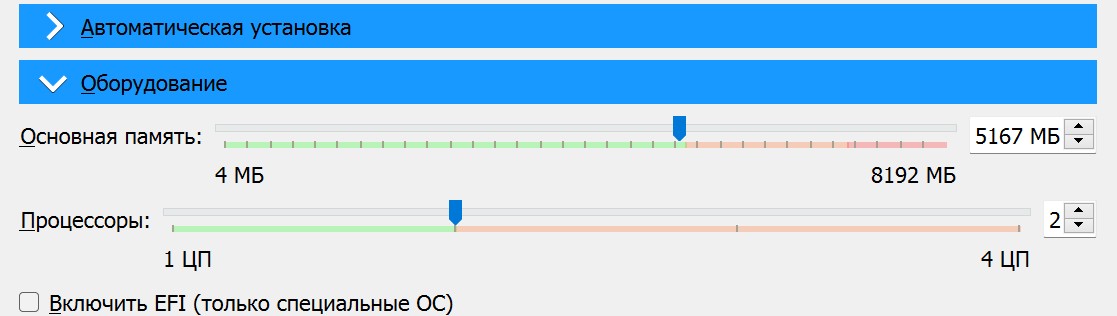 Автоматическая установка
Оборудование
Основная память: 5167 МБ
4 МБ 8192 МБ
Процессоры: 2
1 ЦП 4 ЦП
Включить EFI (только специальные ОС)